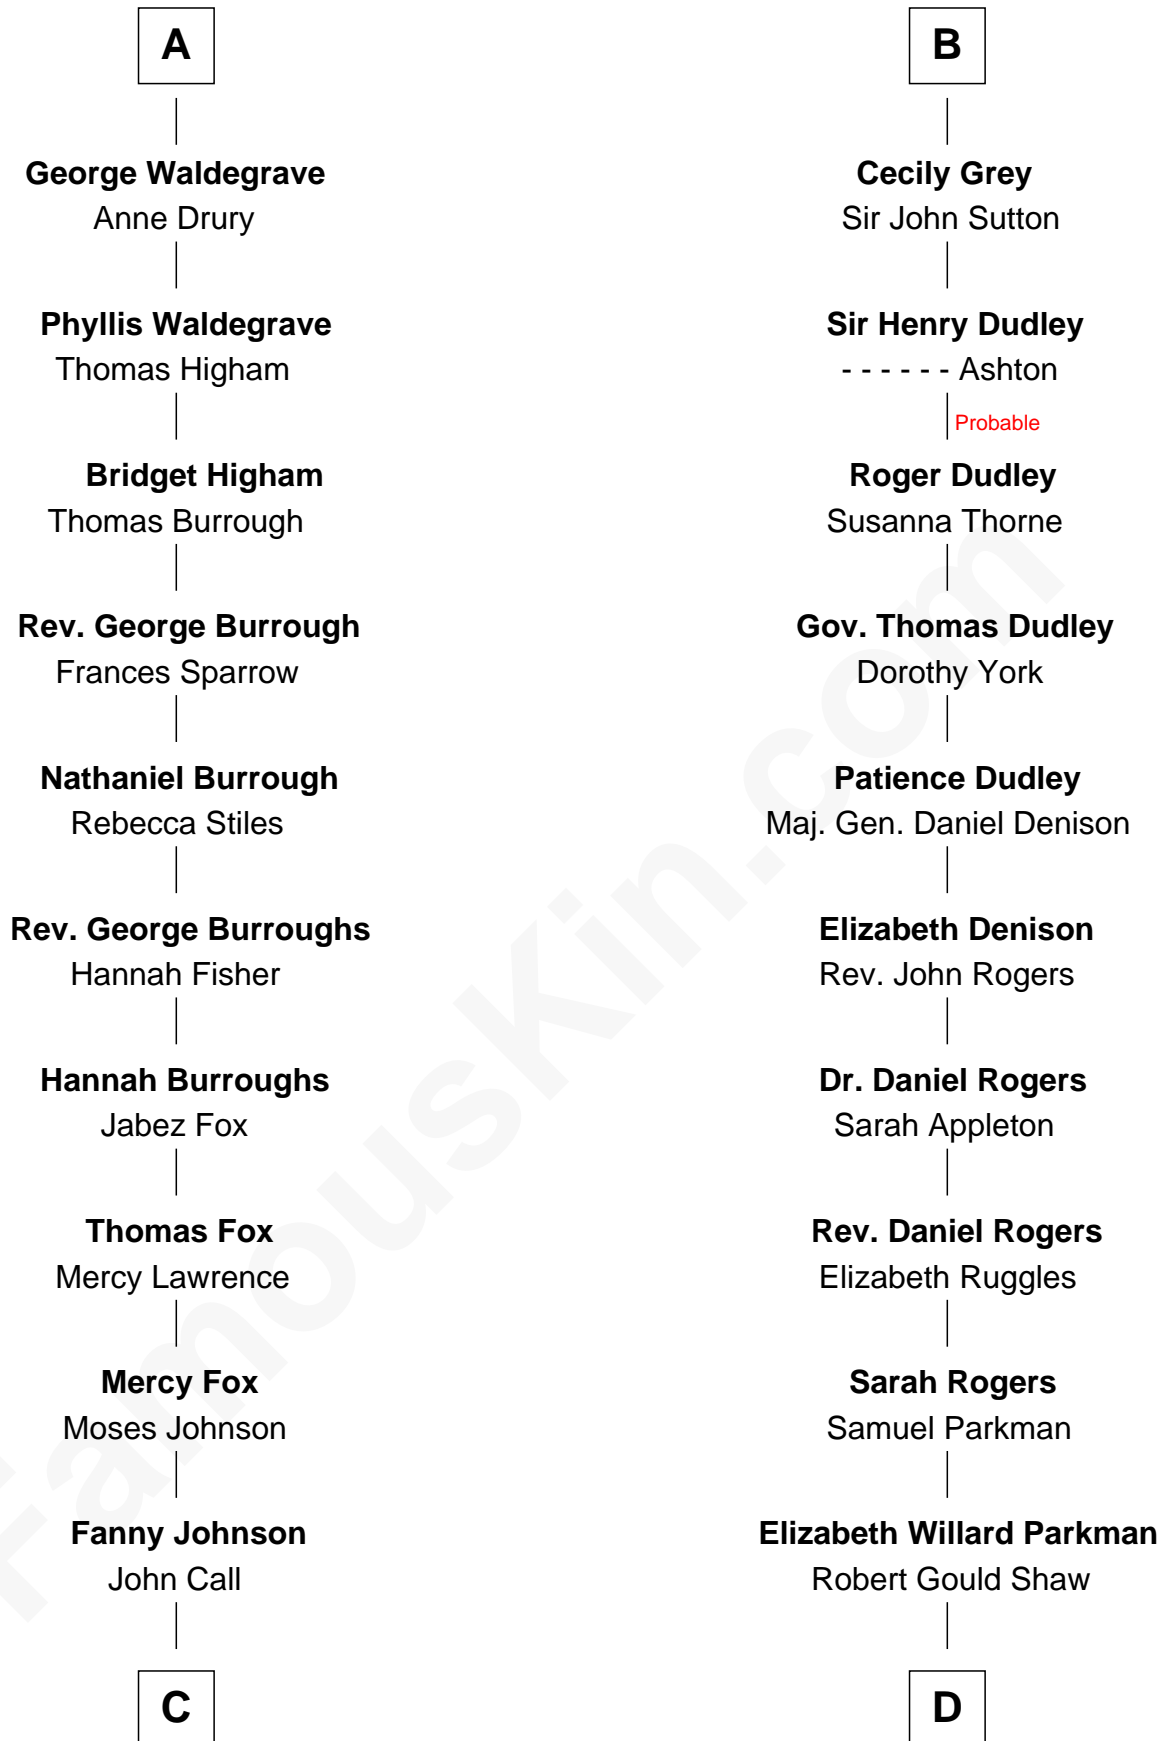 A
George Waldegrave
Anne Drury
Phyllis Waldegrave
Thomas Higham
Bridget Higham
Thomas Burrough
Rev. George Burrough
Frances Sparrow
Nathaniel Burrough
Rebecca Stiles
Rev. George Burroughs
Hannah Fisher
Hannah Burroughs
Jabez Fox
Thomas Fox
Mercy Lawrence
Mercy Fox
Moses Johnson
Fanny Johnson
John Call
C
B
Cecily Grey
Sir John Sutton
Sir Henry Dudley
- - - - - - Ashton
Probable
Roger Dudley
Susanna Thorne
Gov. Thomas Dudley
Dorothy York
Patience Dudley
Maj. Gen. Daniel Denison
Elizabeth Denison
Rev. John Rogers
Dr. Daniel Rogers
Sarah Appleton
Rev. Daniel Rogers
Elizabeth Ruggles
Sarah Rogers
Samuel Parkman
Elizabeth Willard Parkman
Robert Gould Shaw
D
FamousKin.com